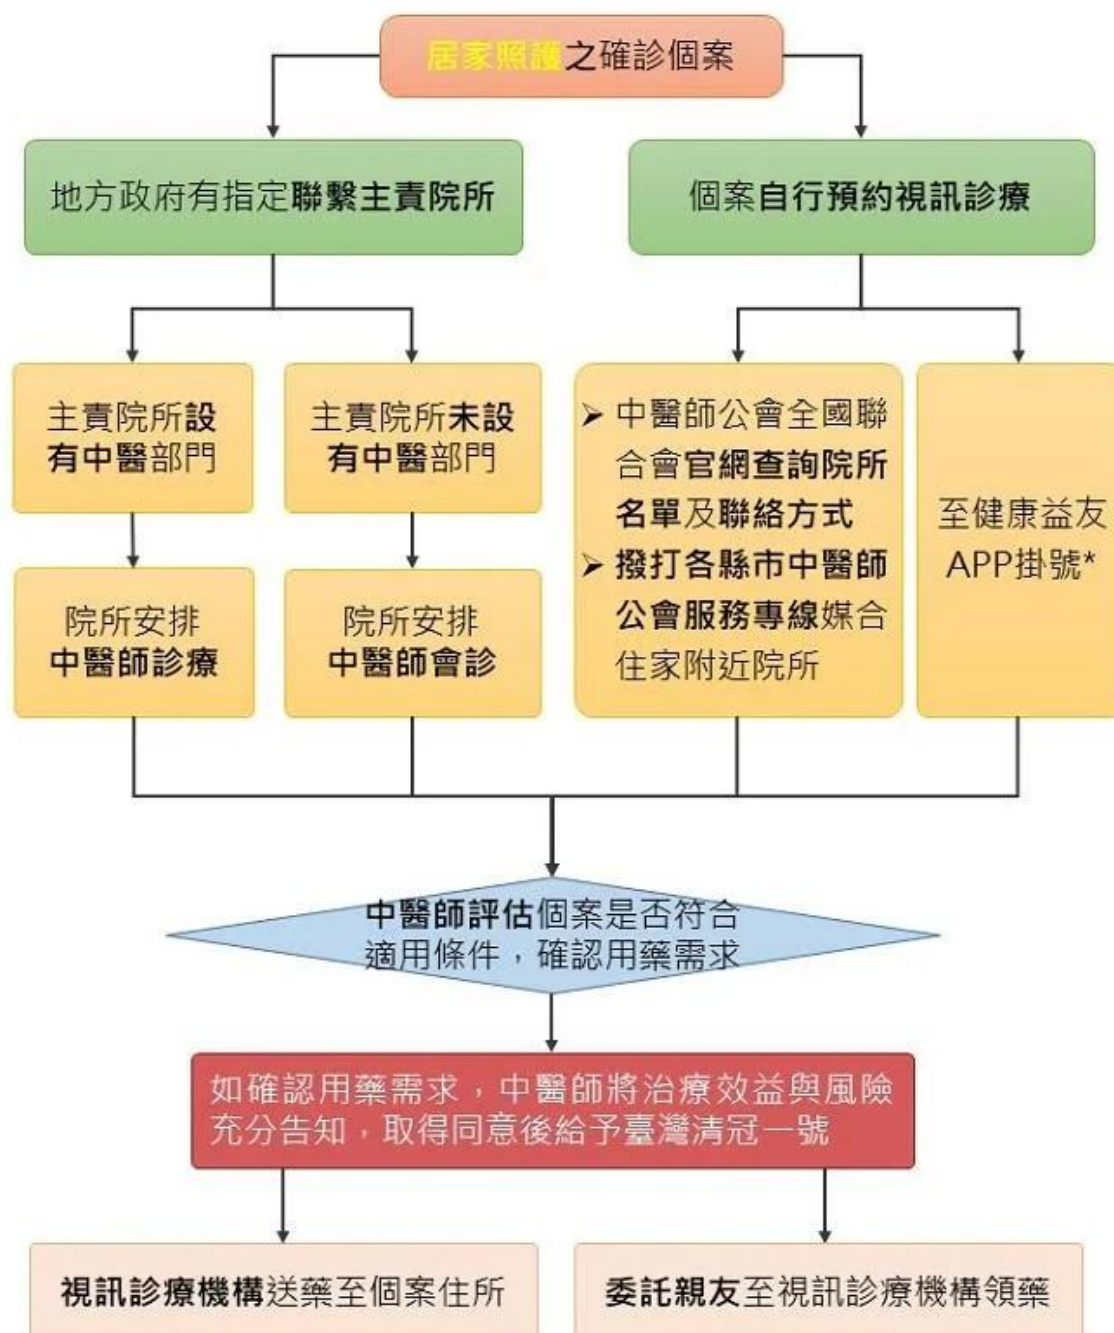 居家照護之確診個案
地方政府有指定聯繫主責院所
個案自行預約視訊診療
主責院所設
有中醫部門
主責院所未設
有中醫部門
➢ 中醫師公會全國聯
合會官網查詢院所
名單及聯絡方式
➢ 撥打各縣市中醫師
公會服務專線媒合
住家附近院所
至健康益友
APP掛號*
院所安排
中醫師診療
院所安排
中醫師會診
中醫師評估個案是否符合
適用條件，確認用藥需求
如確認用藥需求，中醫師將治療效益與風險
充分告知，取得同意後給予臺灣清冠一號
視訊診療機構送藥至個案住所
委託親友至視訊診療機構領藥